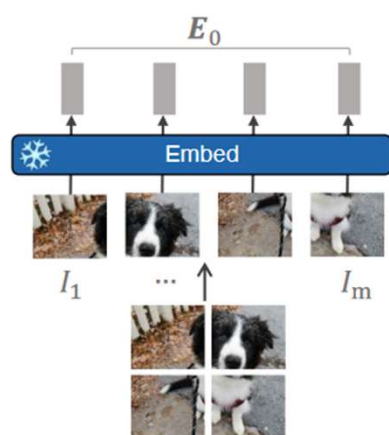 E₀
Embed
I₁ ... Iₘ